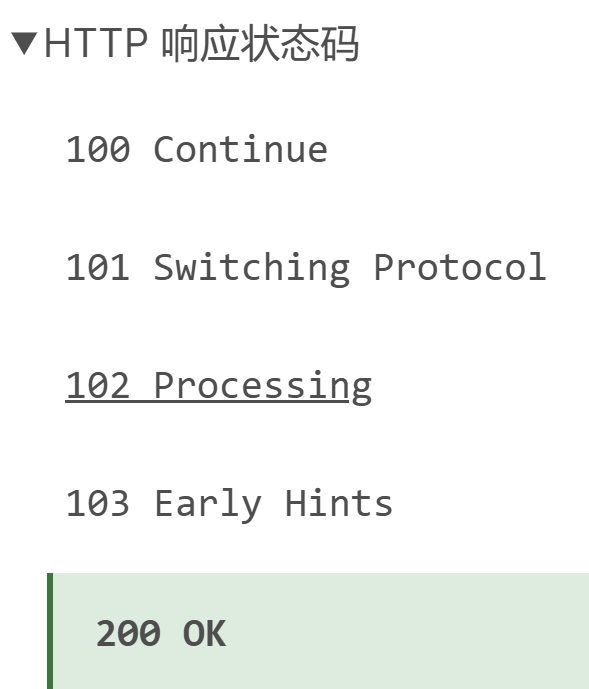 HTTP 响应状态码
100 Continue
101 Switching Protocol
102 Processing
103 Early Hints
200 OK